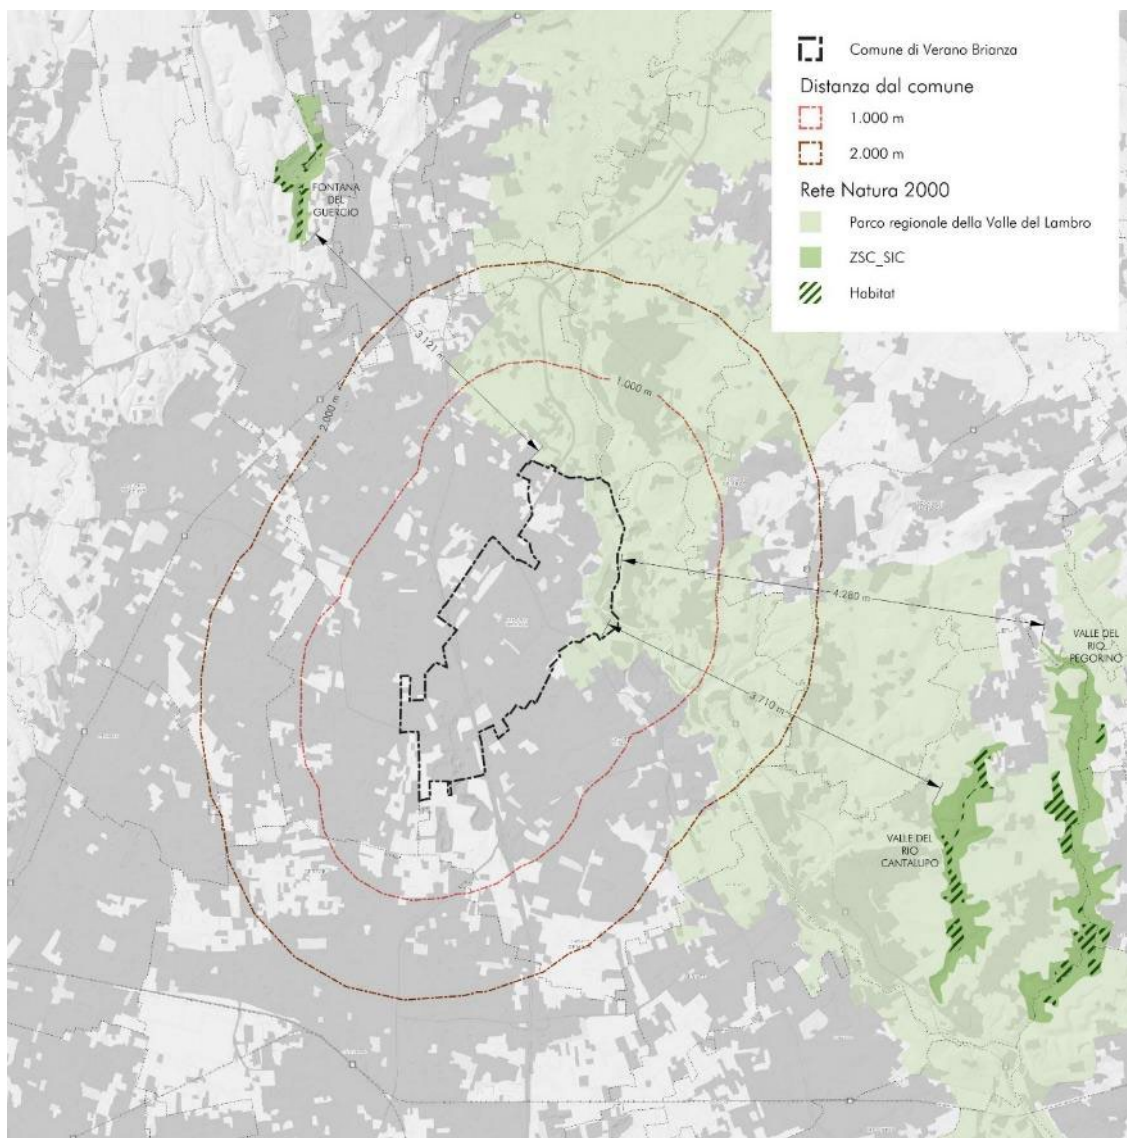 Comune di Verano Brianza
Distanza dal comune
1.000 m
2.000 m
Rete Natura 2000
Parco regionale della Valle del Lambro
ZSC_SIC
Habitat
FONTANA
DEL
GUERCIO
3.121 m
1.000 m
2.000 m
4.280 m
VALLE DEL
RIO
PEGORINO
3.710 m
VALLE DEL
RIO
CANTALUPO